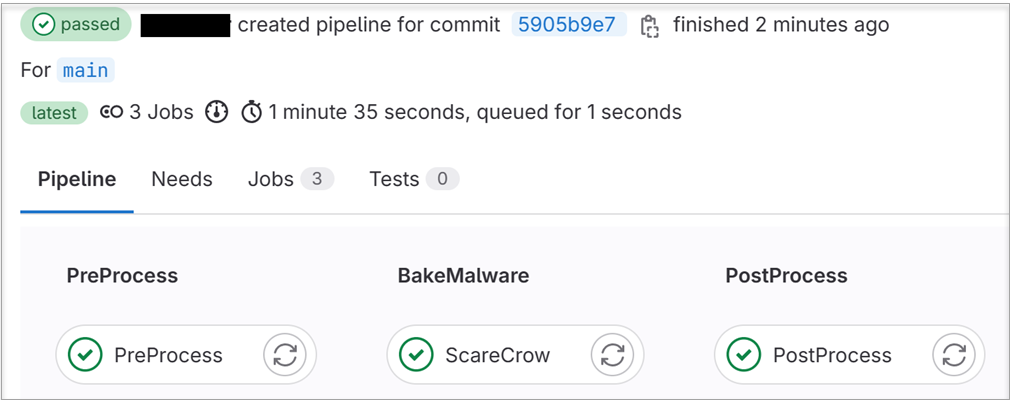 passed created pipeline for commit 5905b9e7 finished 2 minutes ago
For main
latest 3 Jobs 1 minute 35 seconds, queued for 1 seconds
Pipeline Needs Jobs 3 Tests 0
PreProcess BakeMalware PostProcess
PreProcess ScareCrow PostProcess